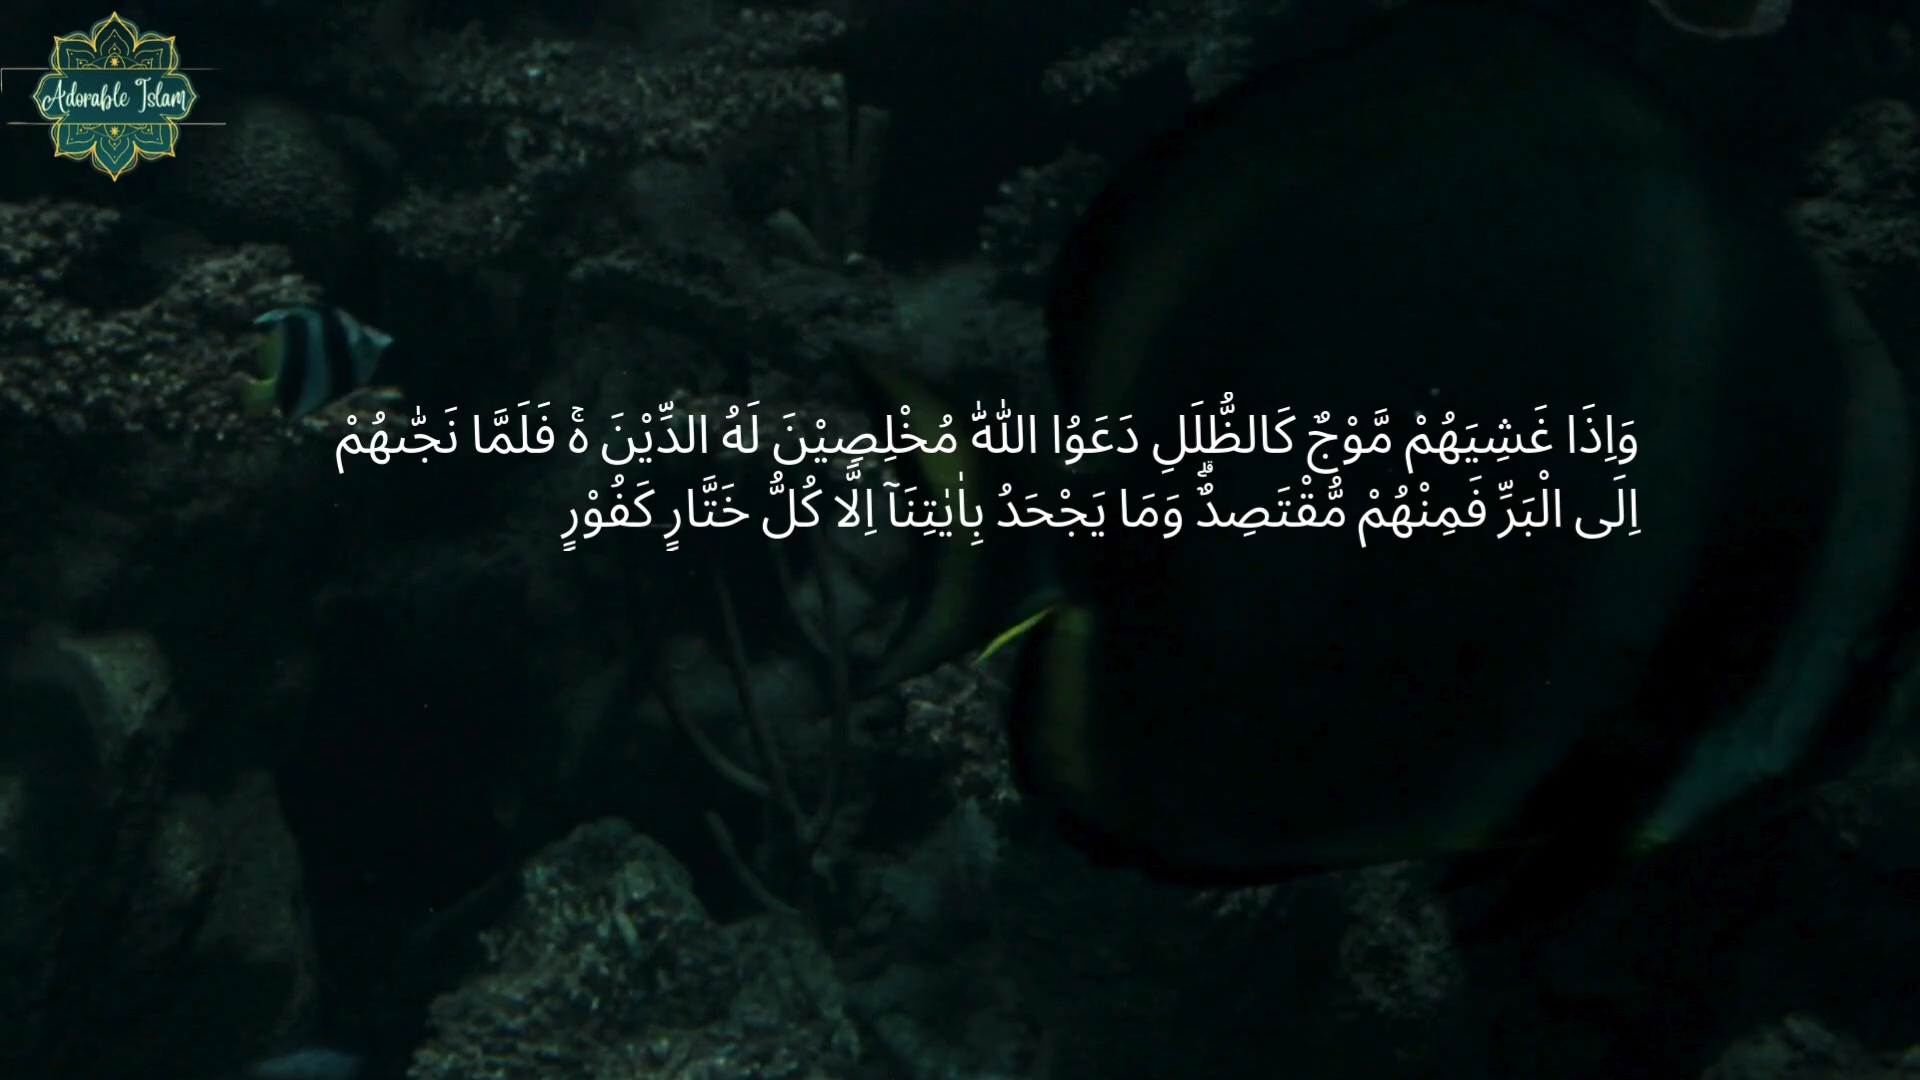 Adorable Islam
وَاِذَا غَشِيَهُمْ مَّوْجٌ كَالظُّلَلِ دَعَوُا اللّٰهَ مُخْلِصِيْنَ لَهُ الدِّيْنَ ەۚ فَلَمَّا نَجّٰىهُمْ
اِلَى الْبَرِّ فَمِنْهُمْ مُّقْتَصِدٌۗ وَمَا يَجْحَدُ بِاٰيٰتِنَآ اِلَّا كُلُّ خَتَّارٍ كَفُوْرٍ